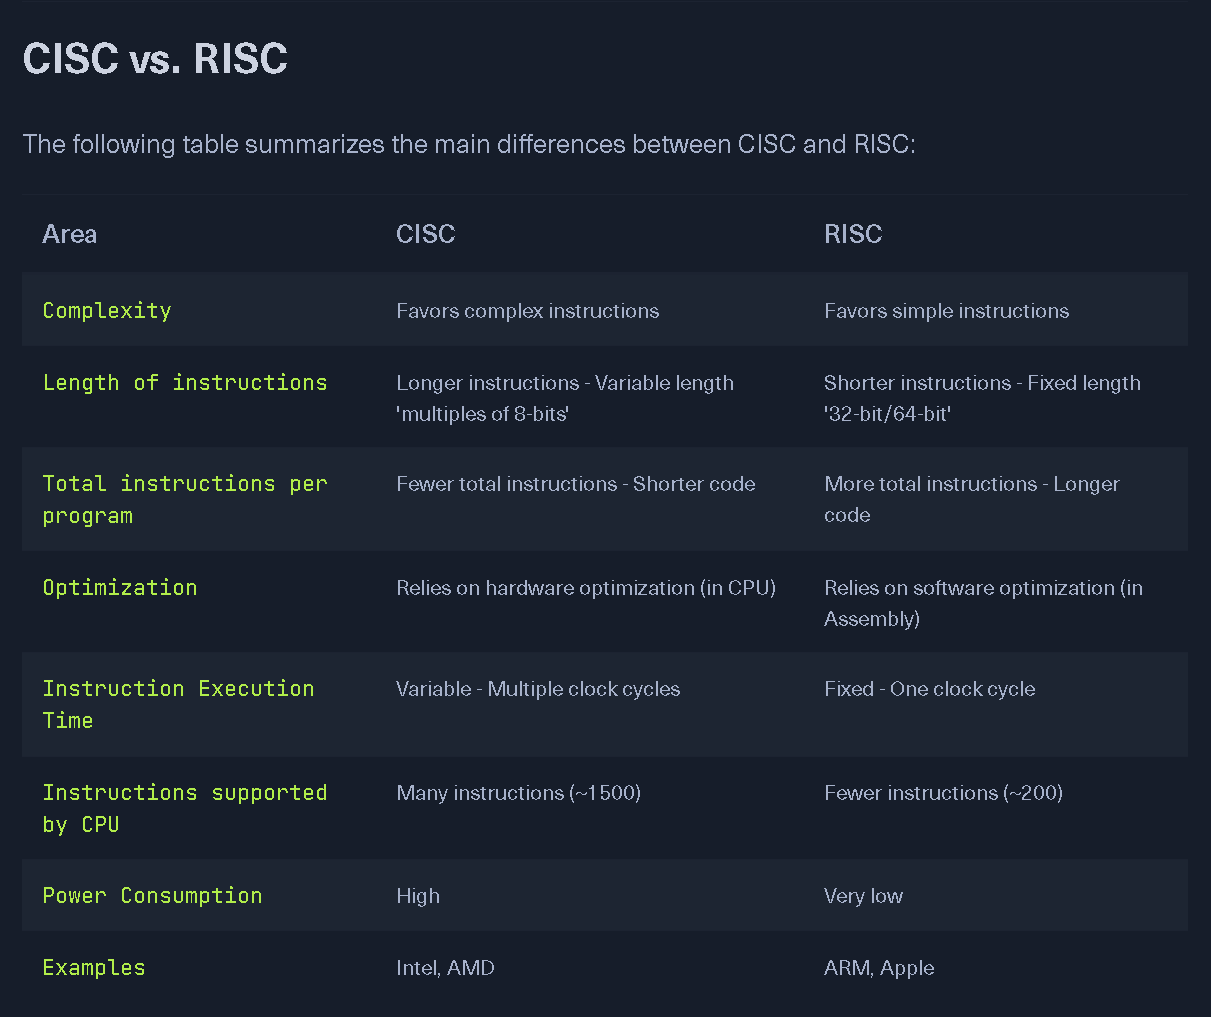 CISC vs. RISC
The following table summarizes the main differences between CISC and RISC:
Area CISC RISC
Complexity Favors complex instructions Favors simple instructions
Length of instructions Longer instructions - Variable length Shorter instructions - Fixed length
'multiples of 8-bits' '32-bit/64-bit'
Total instructions per Fewer total instructions - Shorter code More total instructions - Longer
program code
Optimization Relies on hardware optimization (in CPU) Relies on software optimization (in
Assembly)
Instruction Execution Variable - Multiple clock cycles Fixed - One clock cycle
Time
Instructions supported Many instructions (~1500) Fewer instructions (~200)
by CPU
Power Consumption High Very low
Examples Intel, AMD ARM, Apple